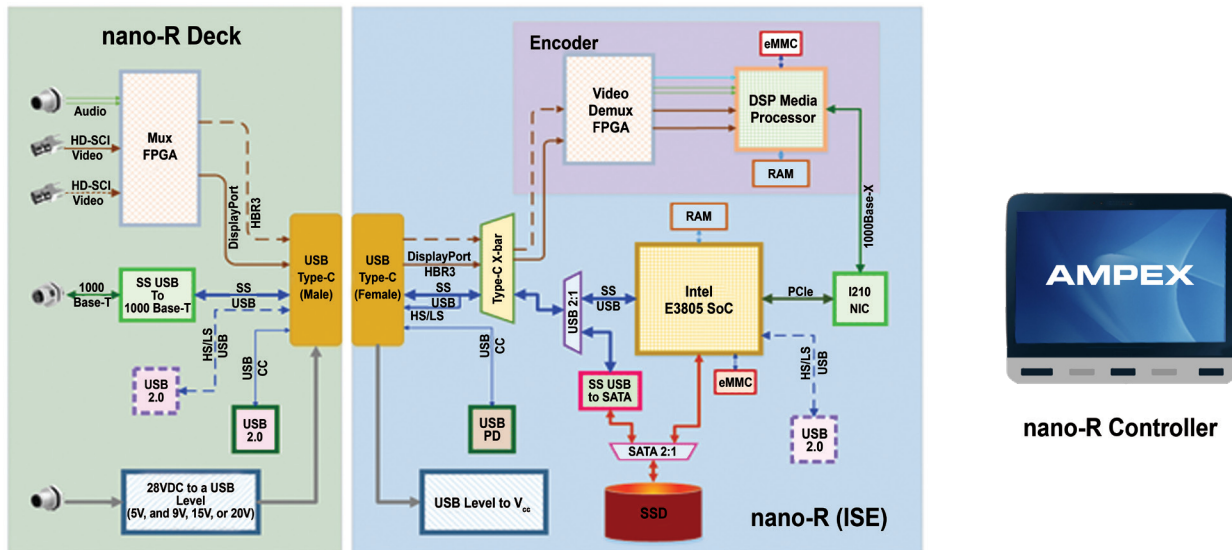 nano-R Deck
Audio
HD-SCI
Video
HD-SCI
Video
Mux
FPGA
DisplayPort
HBR3
1000
Base-T
SS USB
To
1000 Base-T
SS
USB
HS/LS
USB
USB
CC
USB
2.0
USB
2.0
28VDC to a USB
Level
(5V, and 9V, 15V, or 20V)
USB
Type-C
(Male)
USB
Type-C
(Female)
DisplayPort
HBR3
SS
USB
HS/LS
USB
CC
USB
PD
USB Level to Vcc
Type-C X-bar
Encoder
Video
Demux
FPGA
eMMC
DSP Media
Processor
RAM
1000Base-X
RAM
USB 2:1
SS
USB
Intel
E3805 SoC
PCIe
I210
NIC
HS/LS
USB
eMMC
SS USB
to SATA
USB
2.0
SATA 2:1
SSD
nano-R (ISE)
AMPEX
nano-R Controller